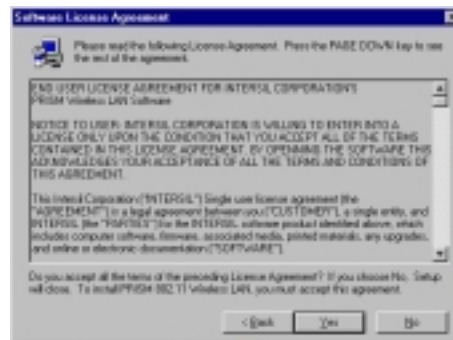 Software License Agreement
Please read the following License Agreement. Press the PAGE DOWN key to see
the rest of the agreement.
END USER LICENSE AGREEMENT FOR INTERSIL CORPORATION'S
PRISM Wireless LAN Software
NOTICE TO USER: INTERSIL CORPORATION IS WILLING TO ENTER INTO A
LICENSE ONLY UPON THE CONDITION THAT YOU ACCEPT ALL OF THE TERMS
CONTAINED IN THIS LICENSE AGREEMENT. BY OPENNING THE SOFTWARE THIS
ACKNOWLEDGES YOUR ACCEPTANCE OF ALL THE TERMS AND CONDITIONS OF
THIS AGREEMENT.
This Intersil Corporation ("INTERSIL") Single user license agreement (the
"AGREEMENT") is a legal agreement between you ("CUSTOMER"), a single entity, and
INTERSIL (the "PARTIES") for the INTERSIL software product identified above, which
includes computer software, firmware, associated media, printed materials, any upgrades,
and online or electronic documentation ("SOFTWARE").
Do you accept all the terms of the preceding License Agreement? If you choose No, Setup
will close. To install PRISM 802.11 Wireless LAN, you must accept this agreement.
< Back
Yes
No